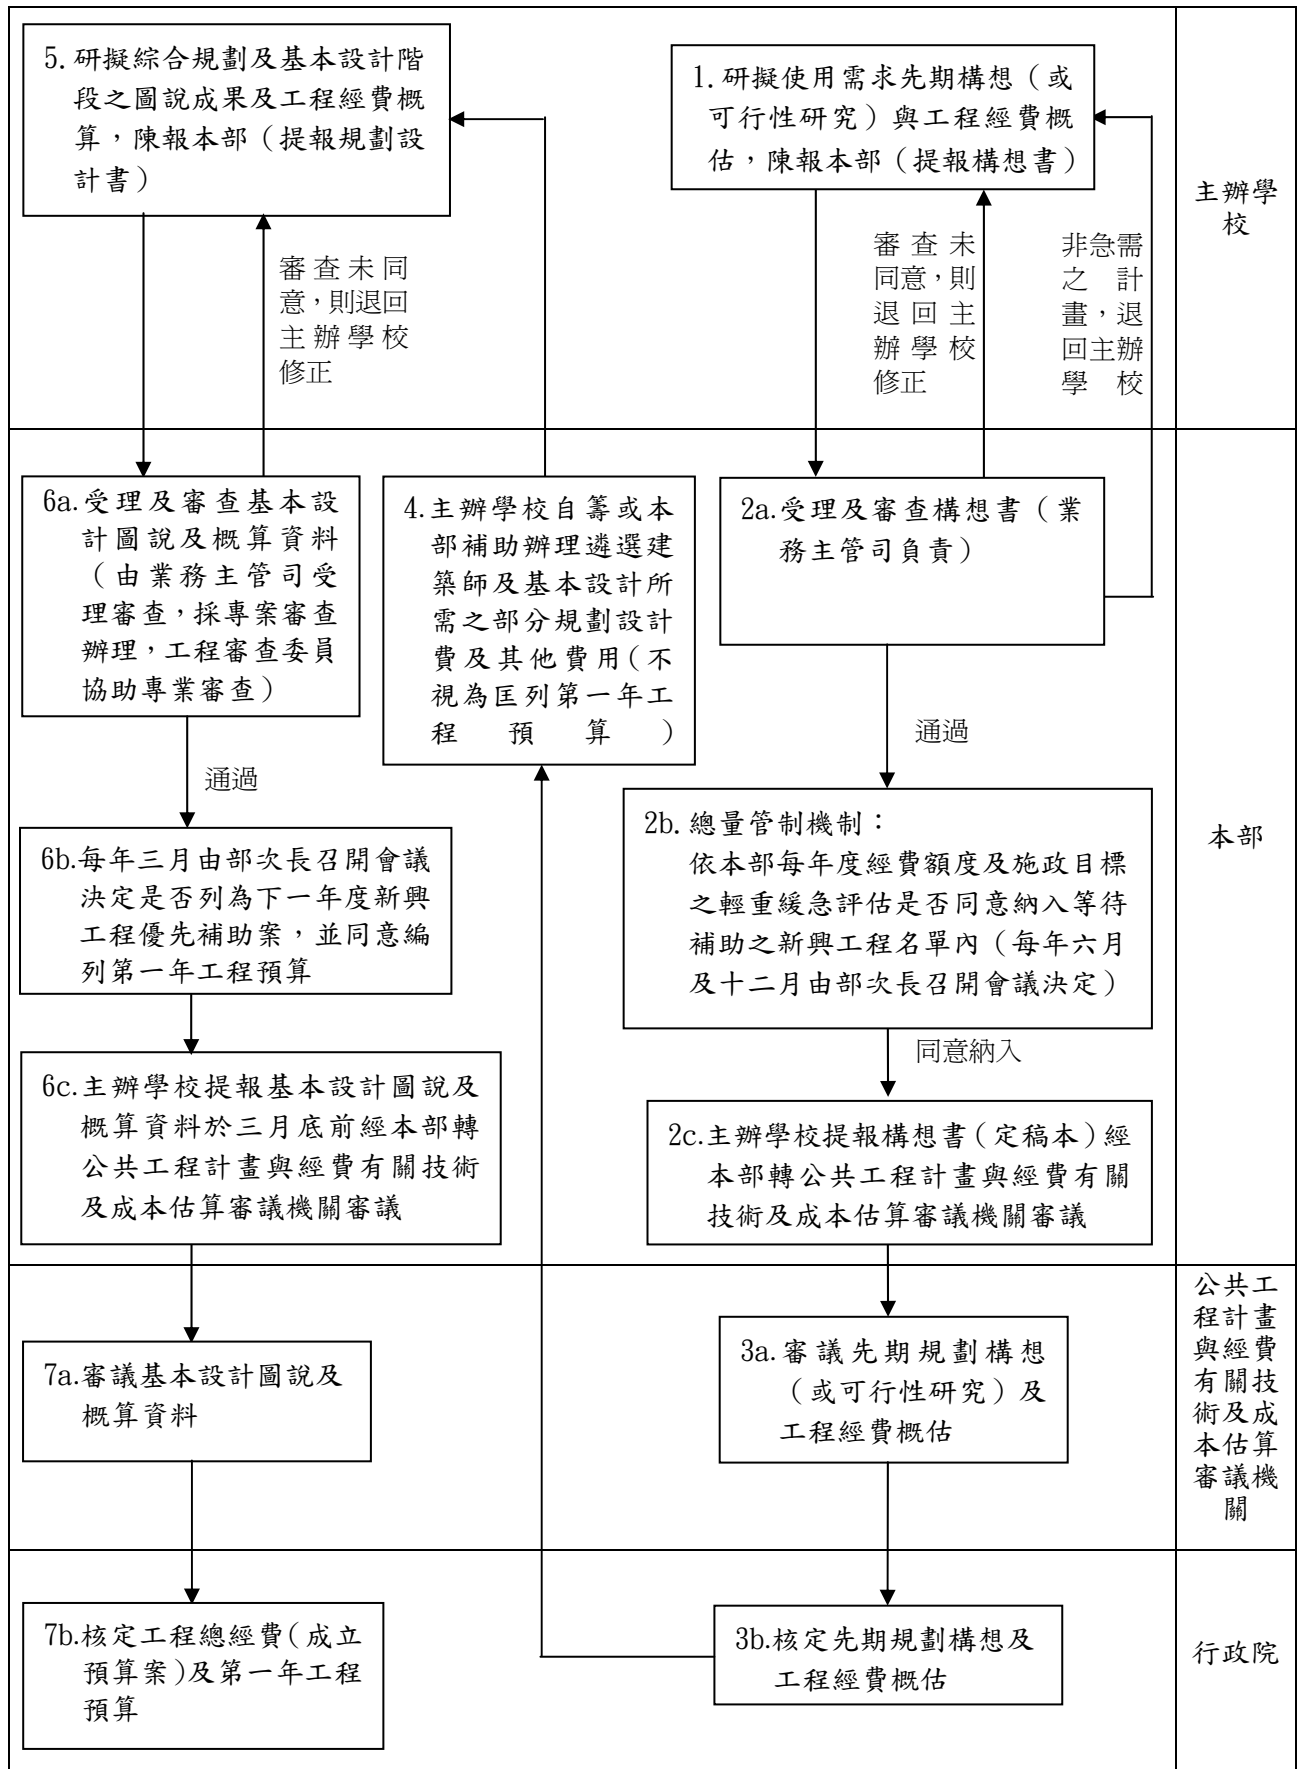 5. 研擬綜合規劃及基本設計階
段之圖說成果及工程經費概
算，陳報本部（提報規劃設
計書）
1. 研擬使用需求先期構想（或
可行性研究）與工程經費概
估，陳報本部（提報構想書）
主辦學
校
審查未同
意，則退回
主辦學校
修正
審查未
同意，則
退回主
辦學校
修正
非急需
之計
畫，退
回主辦
學校
6a.受理及審查基本設
計圖說及概算資料
（由業務主管司受
理審查，採專案審查
辦理，工程審查委員
協助專業審查）
4.主辦學校自籌或本
部補助辦理遴選建
築師及基本設計所
需之部分規劃設計
費及其他費用（不
視為匡列第一年工
程預算）
2a.受理及審查構想書（業
務主管司負責）
通過
通過
6b.每年三月由部次長召開會議
決定是否列為下一年度新興
工程優先補助案，並同意編
列第一年工程預算
2b. 總量管制機制：
依本部每年度經費額度及施政目標
之輕重緩急評估是否同意納入等待
補助之新興工程名單內（每年六月
及十二月由部次長召開會議決定）
本部
同意納入
6c.主辦學校提報基本設計圖說及
概算資料於三月底前經本部轉
公共工程計畫與經費有關技術
及成本估算審議機關審議
2c.主辦學校提報構想書（定稿本）經
本部轉公共工程計畫與經費有關
技術及成本估算審議機關審議
7a.審議基本設計圖說及
概算資料
3a.審議先期規劃構想
（或可行性研究）及
工程經費概估
公共工
程計畫
與經費
有關技
術及成
本估算
審議機
關
7b.核定工程總經費（成立
預算案）及第一年工程
預算
3b.核定先期規劃構想及
工程經費概估
行政院